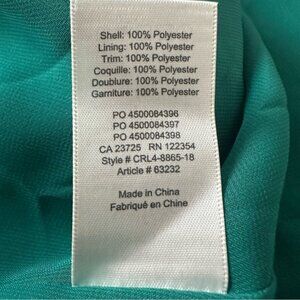 Shell: 100% Polyester
Lining: 100% Polyester
Trim: 100% Polyester
Coquille: 100% Polyester
Doublure: 100% Polyester
Garniture: 100% Polyester
PO 4500084396
PO 4500084397
PO 4500084398
CA 23725 RN 122354
Style # CRL4-8865-18
Article # 63232
Made in China
Fabriqué en Chine